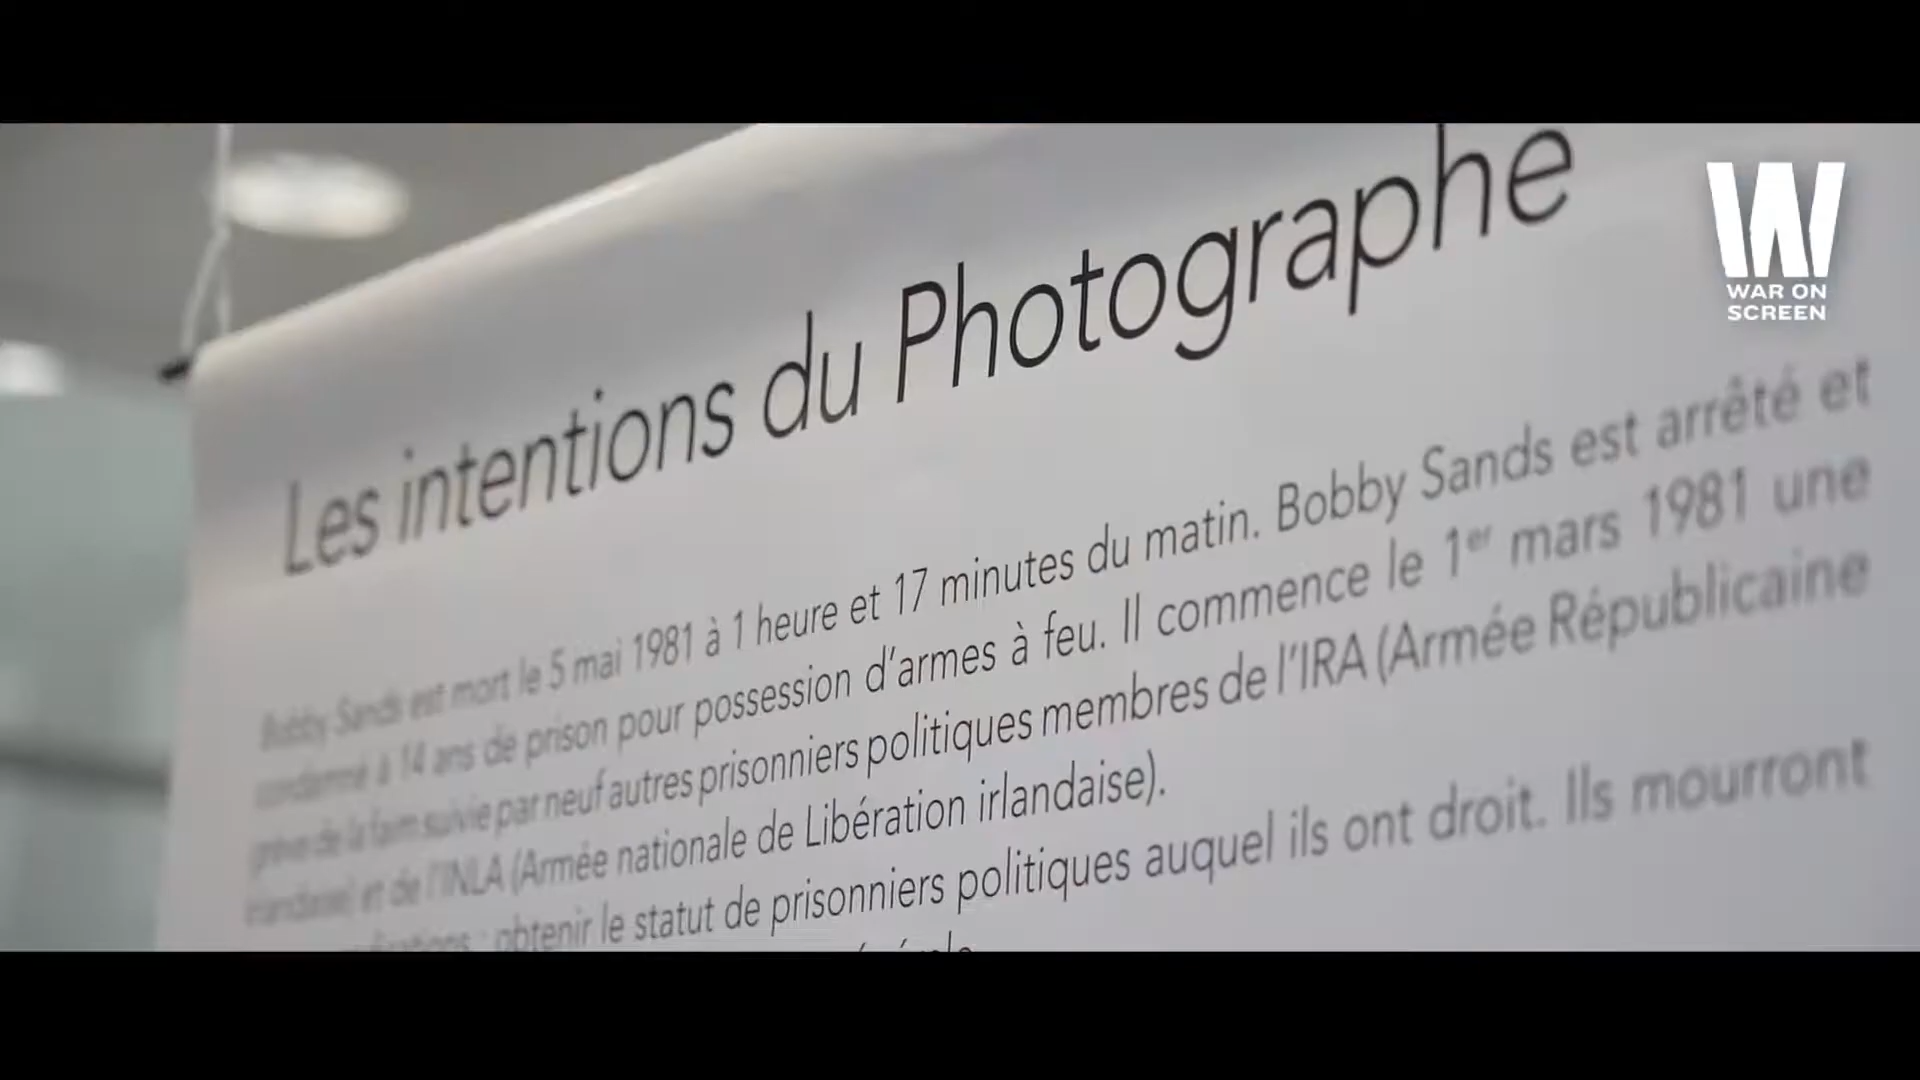 Les intentions du Photographe
WAR ON
SCREEN
Bobby Sands est mort le 5 mai 1981 à 1 heure et 17 minutes du matin. Bobby Sands est arrêté et
condamné à 14 ans de prison pour possession d'armes à feu. Il commence le 1er mars 1981 une
grève de la faim suivie par neuf autres prisonniers politiques membres de l'IRA (Armée Républicaine
irlandaise) et de l'INLA (Armée nationale de Libération irlandaise).
obtenir le statut de prisonniers politiques auquel ils ont droit. Ils mourront